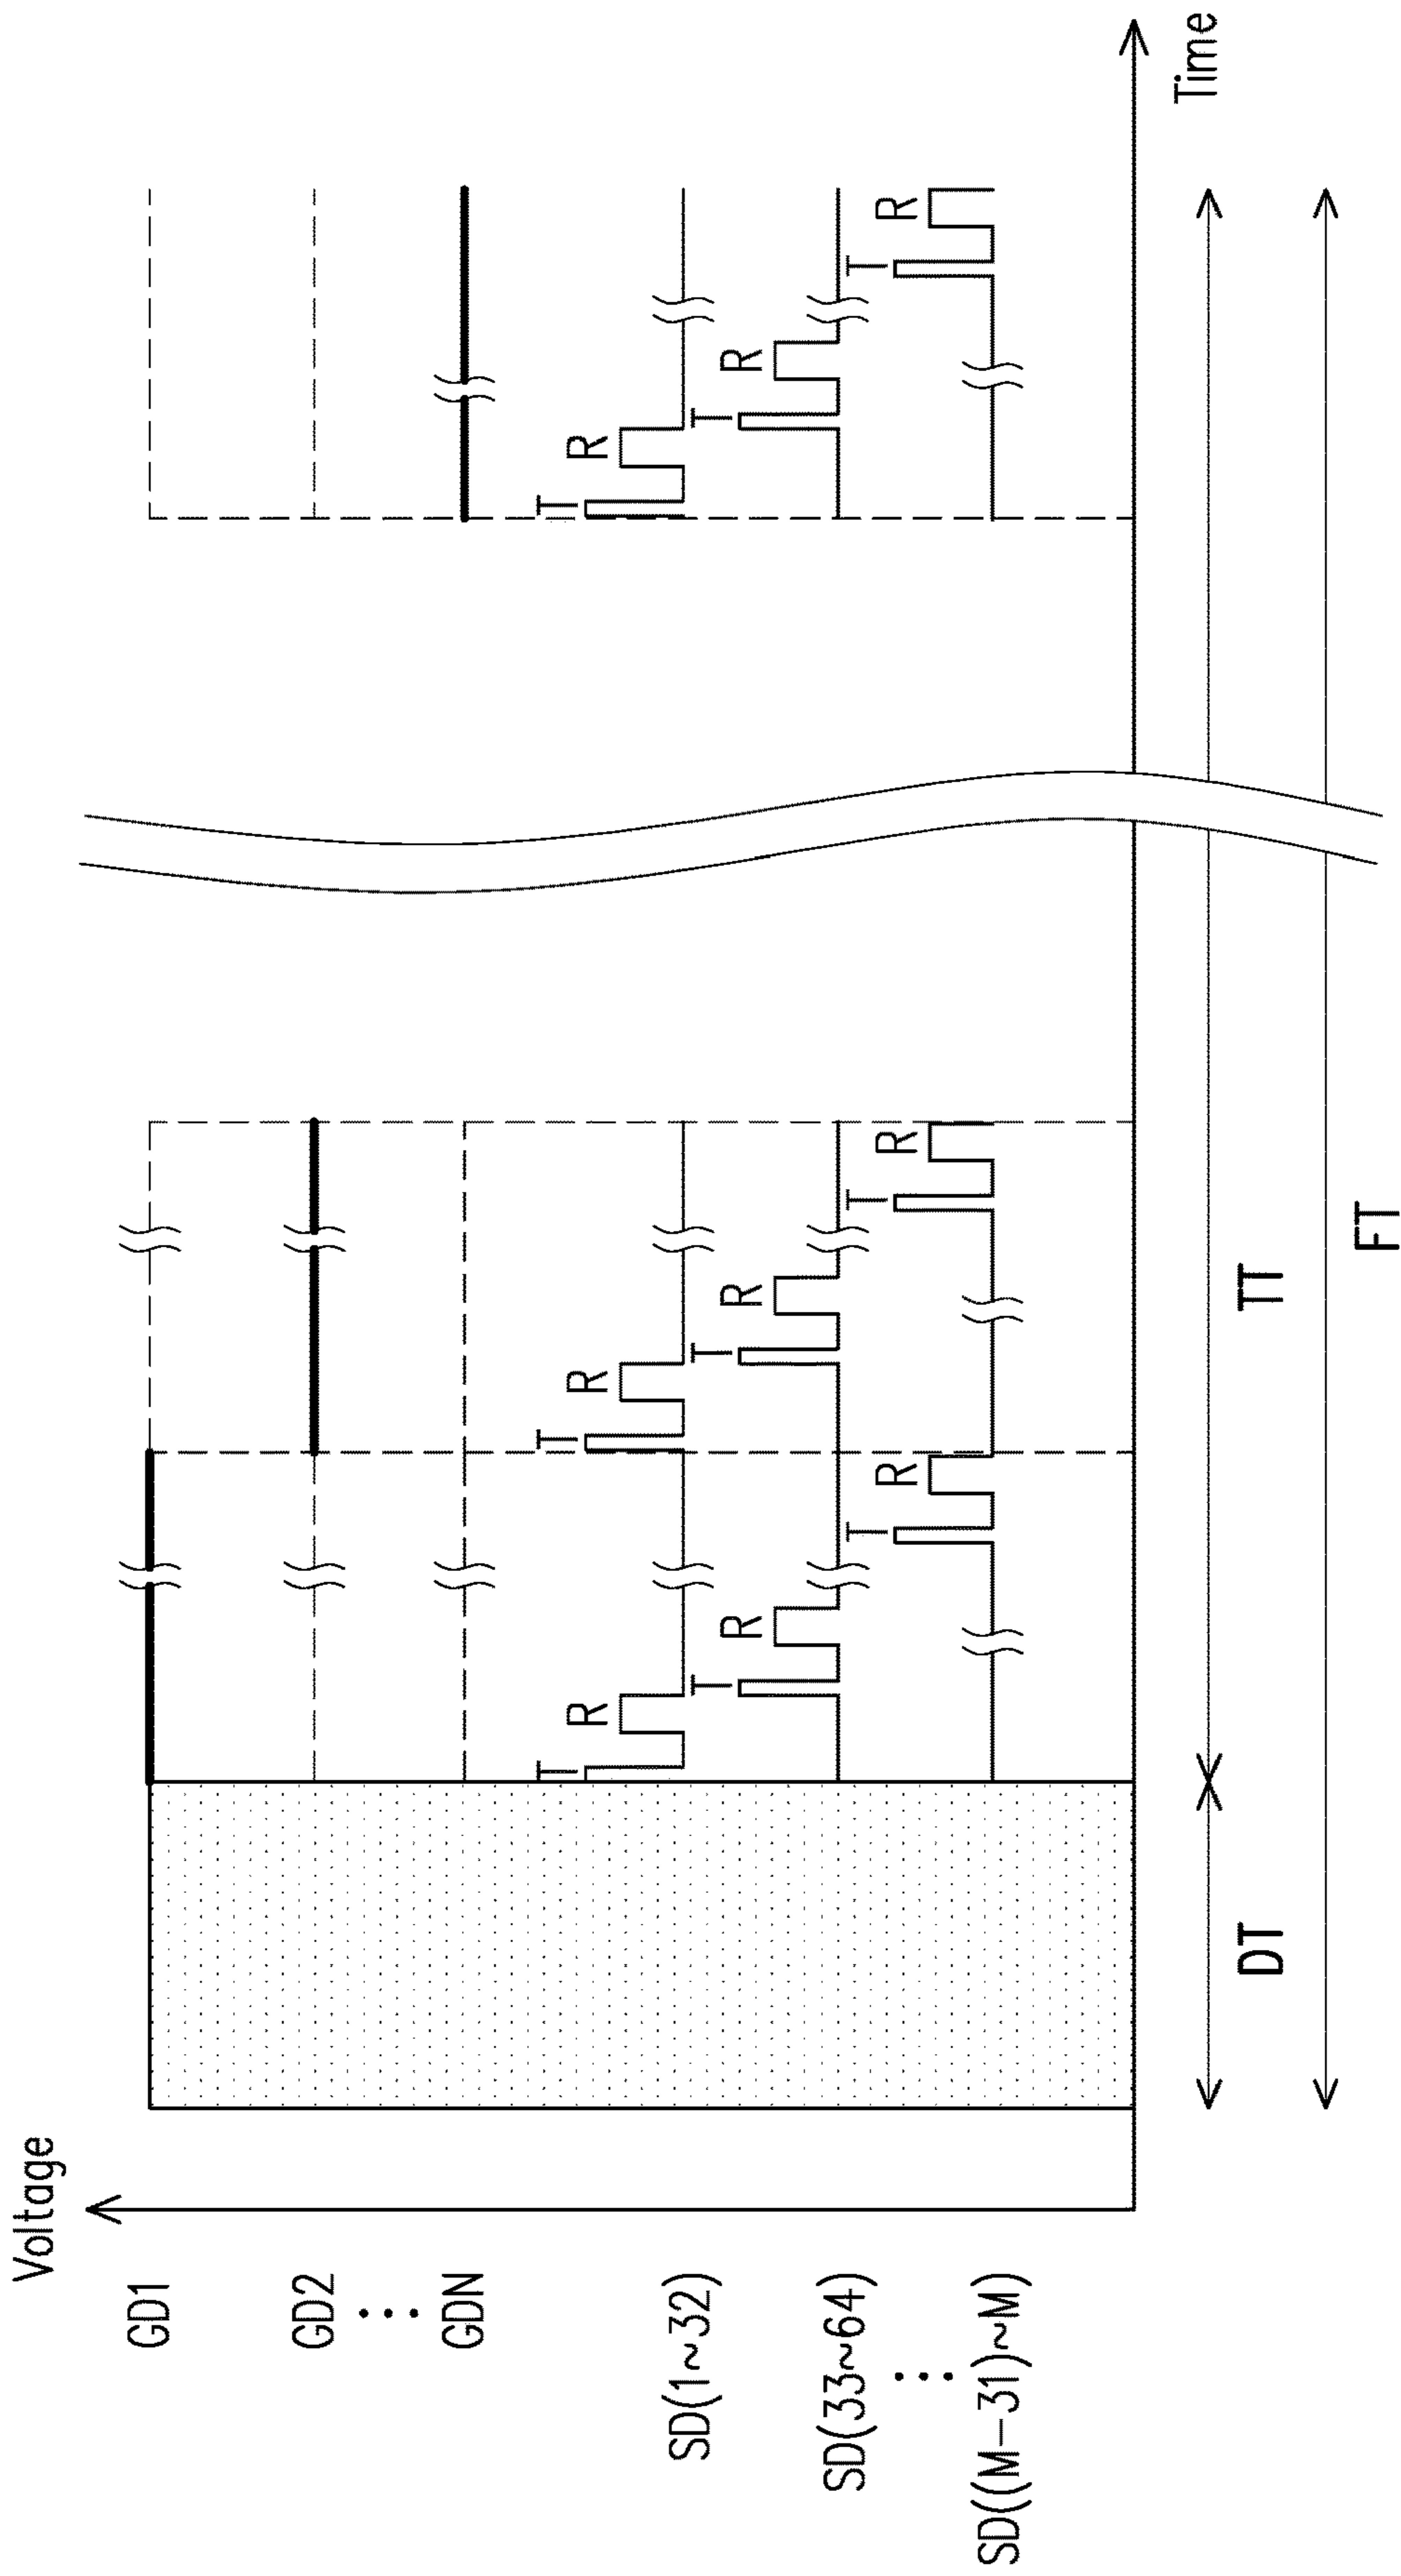 Voltage
GD1
GD2
GDN
SD(1~32)
SD(33~64)
SD((M-31)~M)
T
R
T
R
T
R
T
R
T
R
T
R
T
R
T
R
T
R
Time
DT
TT
FT